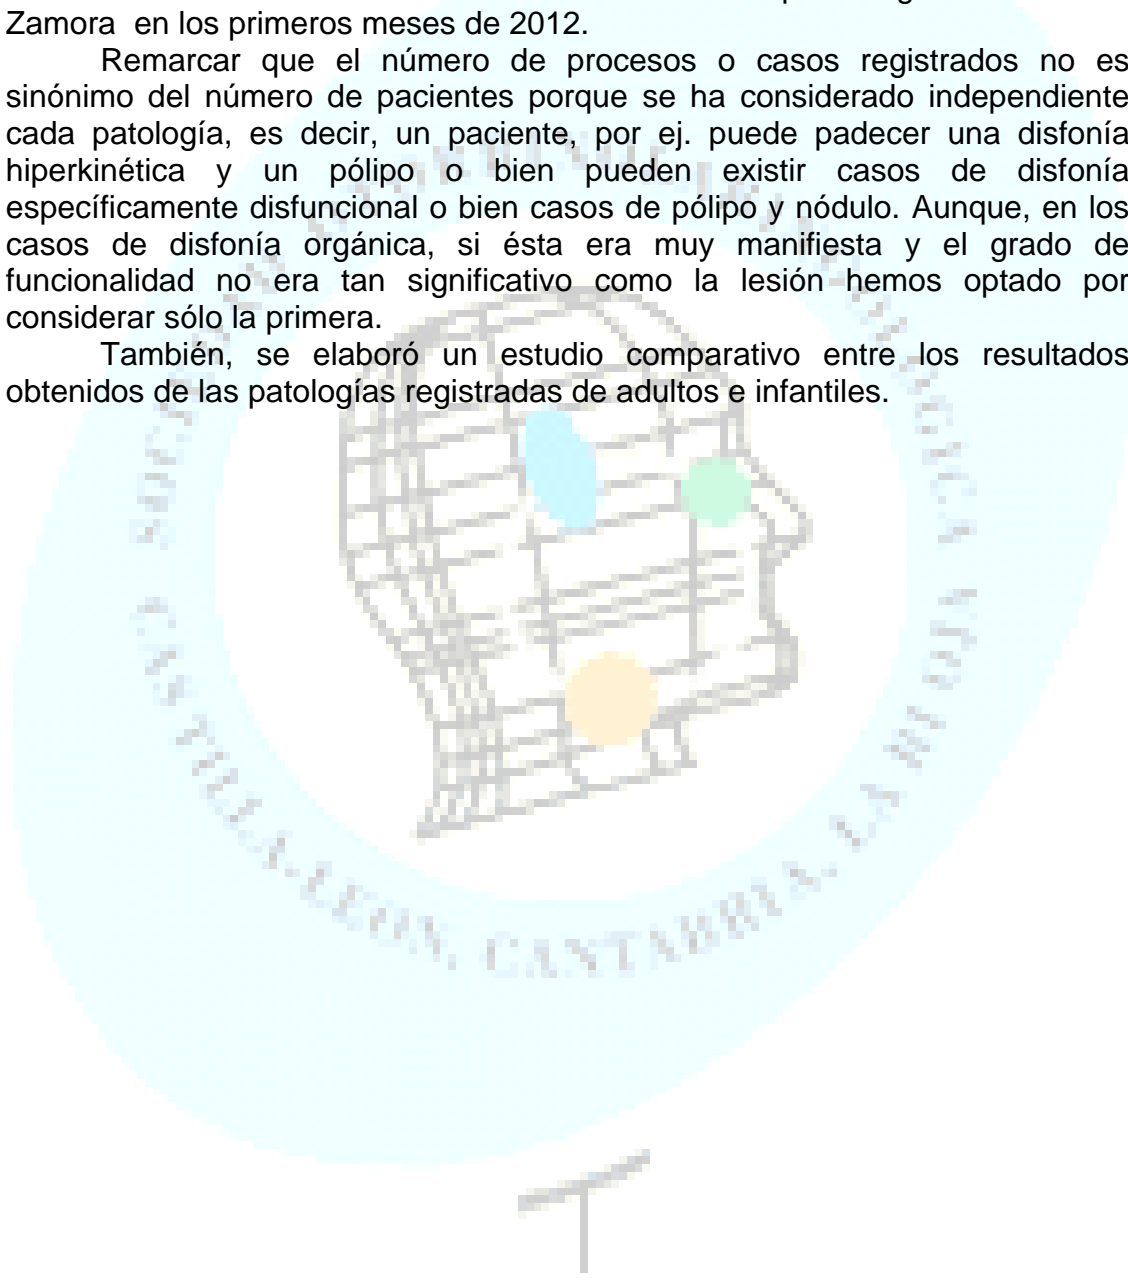 Zamora  en los primeros meses de 2012.
Remarcar que el número de procesos o casos registrados no es
sinónimo del número de pacientes porque se ha considerado independiente
cada patología, es decir, un paciente, por ej. puede padecer una disfonía
hiperkinética y un pólipo o bien pueden existir casos de disfonía
específicamente disfuncional o bien casos de pólipo y nódulo. Aunque, en los
casos de disfonía orgánica, si ésta era muy manifiesta y el grado de
funcionalidad no era tan significativo como la lesión hemos optado por
considerar sólo la primera.
También, se elaboró un estudio comparativo entre los resultados
obtenidos de las patologías registradas de adultos e infantiles.
CASTILLA-LEON, CANTABRIA, LA RIOJA